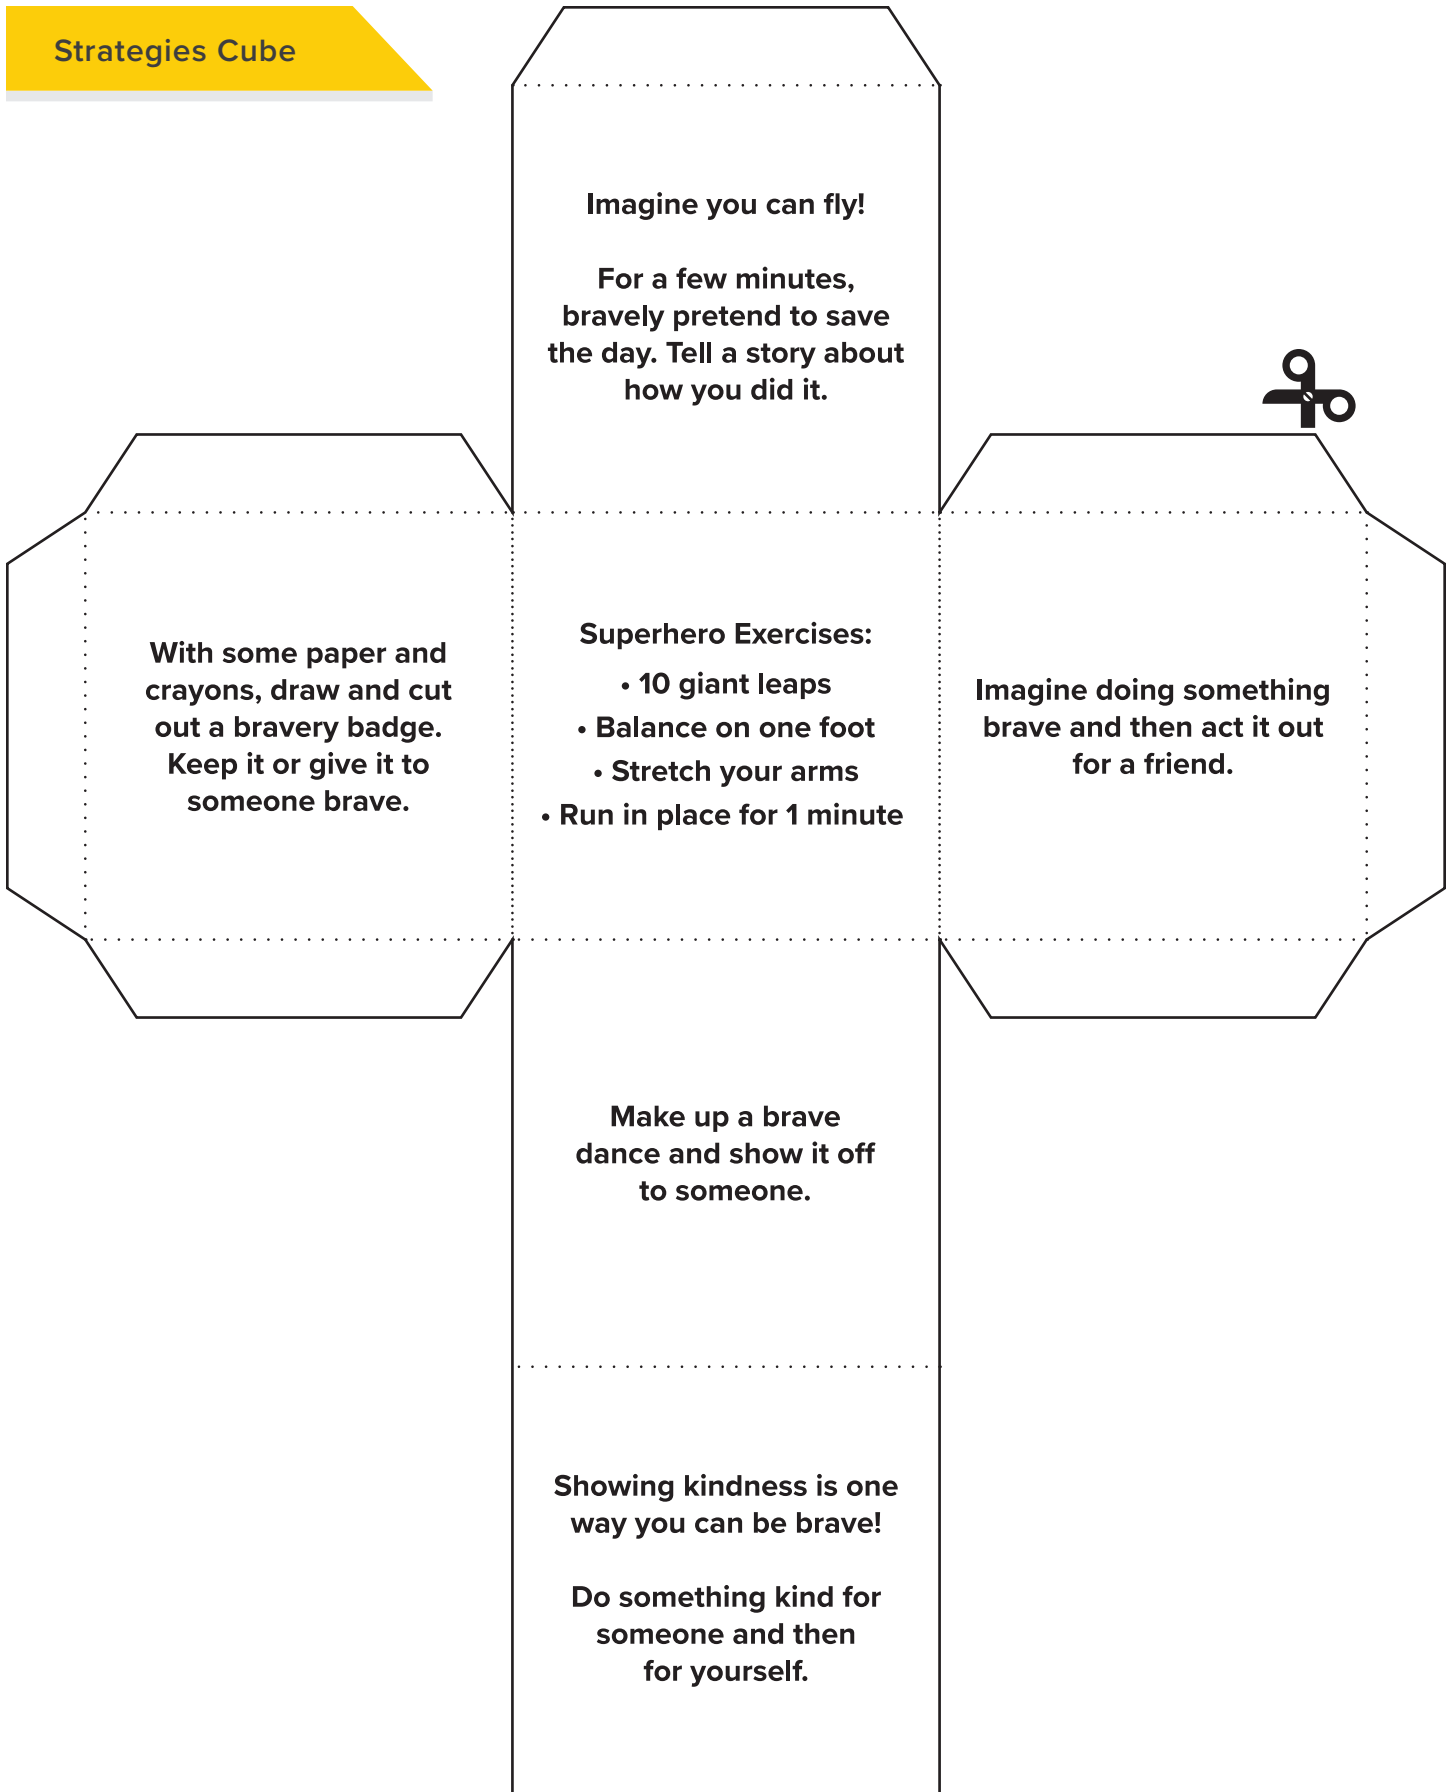 Strategies Cube
Imagine you can fly!
For a few minutes,
bravely pretend to save
the day. Tell a story about
how you did it.
With some paper and
crayons, draw and cut
out a bravery badge.
Keep it or give it to
someone brave.
Superhero Exercises:
• 10 giant leaps
• Balance on one foot
• Stretch your arms
• Run in place for 1 minute
Imagine doing something
brave and then act it out
for a friend.
Make up a brave
dance and show it off
to someone.
Showing kindness is one
way you can be brave!
Do something kind for
someone and then
for yourself.